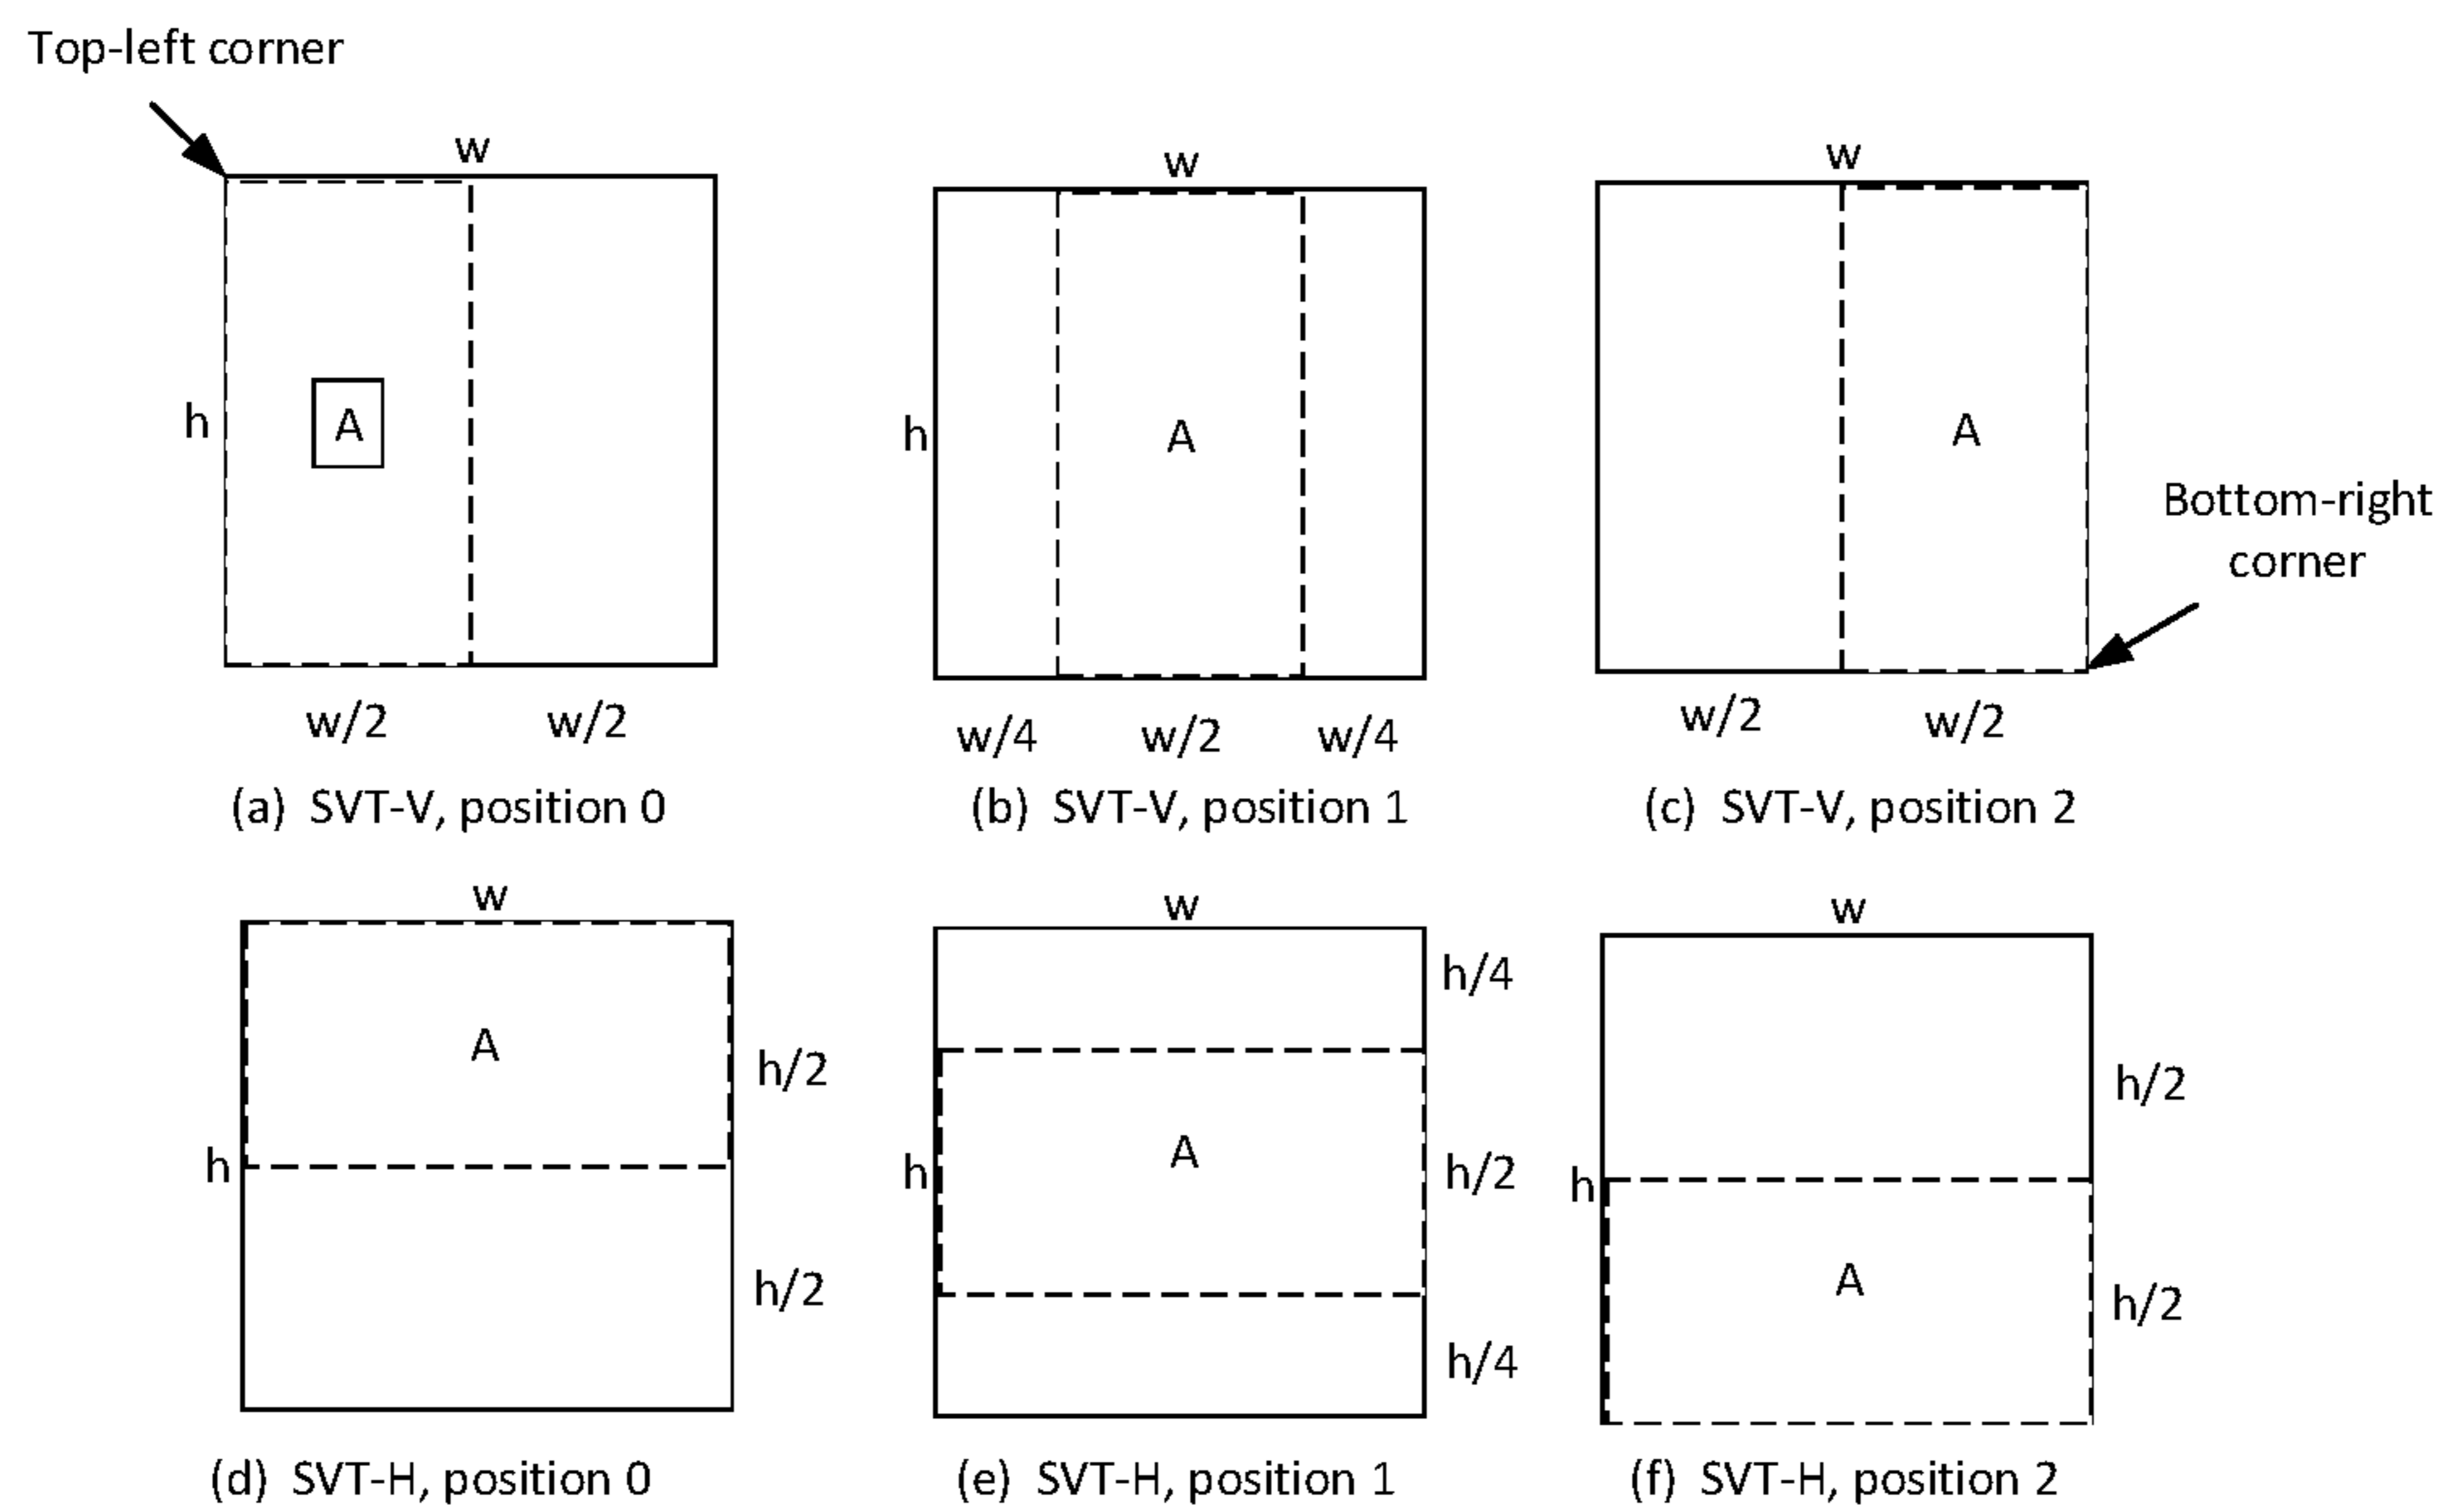 Top-left corner
w
w
w
h
A
h
A
A
Bottom-right
corner
w/2
w/2
w/4
w/2
w/4
w/2
w/2
(a) SVT-V, position 0
(b) SVT-V, position 1
(c) SVT-V, position 2
w
w
w
A
h/2
h
h/2
h/4
A
h
h/2
h/4
h/2
h
A
h/2
(d) SVT-H, position 0
(e) SVT-H, position 1
(f) SVT-H, position 2